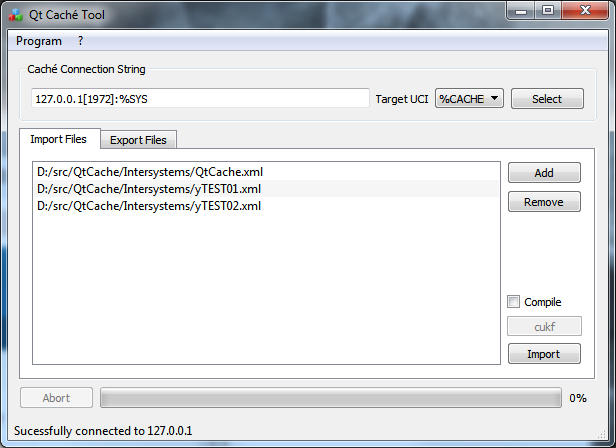 Qt Caché Tool
Program ?
Caché Connection String
127.0.0.1[1972]:%SYS Target UCI %CACHE Select
Import Files Export Files
D:/src/QtCache/Intersystems/QtCache.xml
D:/src/QtCache/Intersystems/yTEST01.xml
D:/src/QtCache/Intersystems/yTEST02.xml
Add
Remove
Compile
cukf
Import
Abort 0%
Sucessfully connected to 127.0.0.1